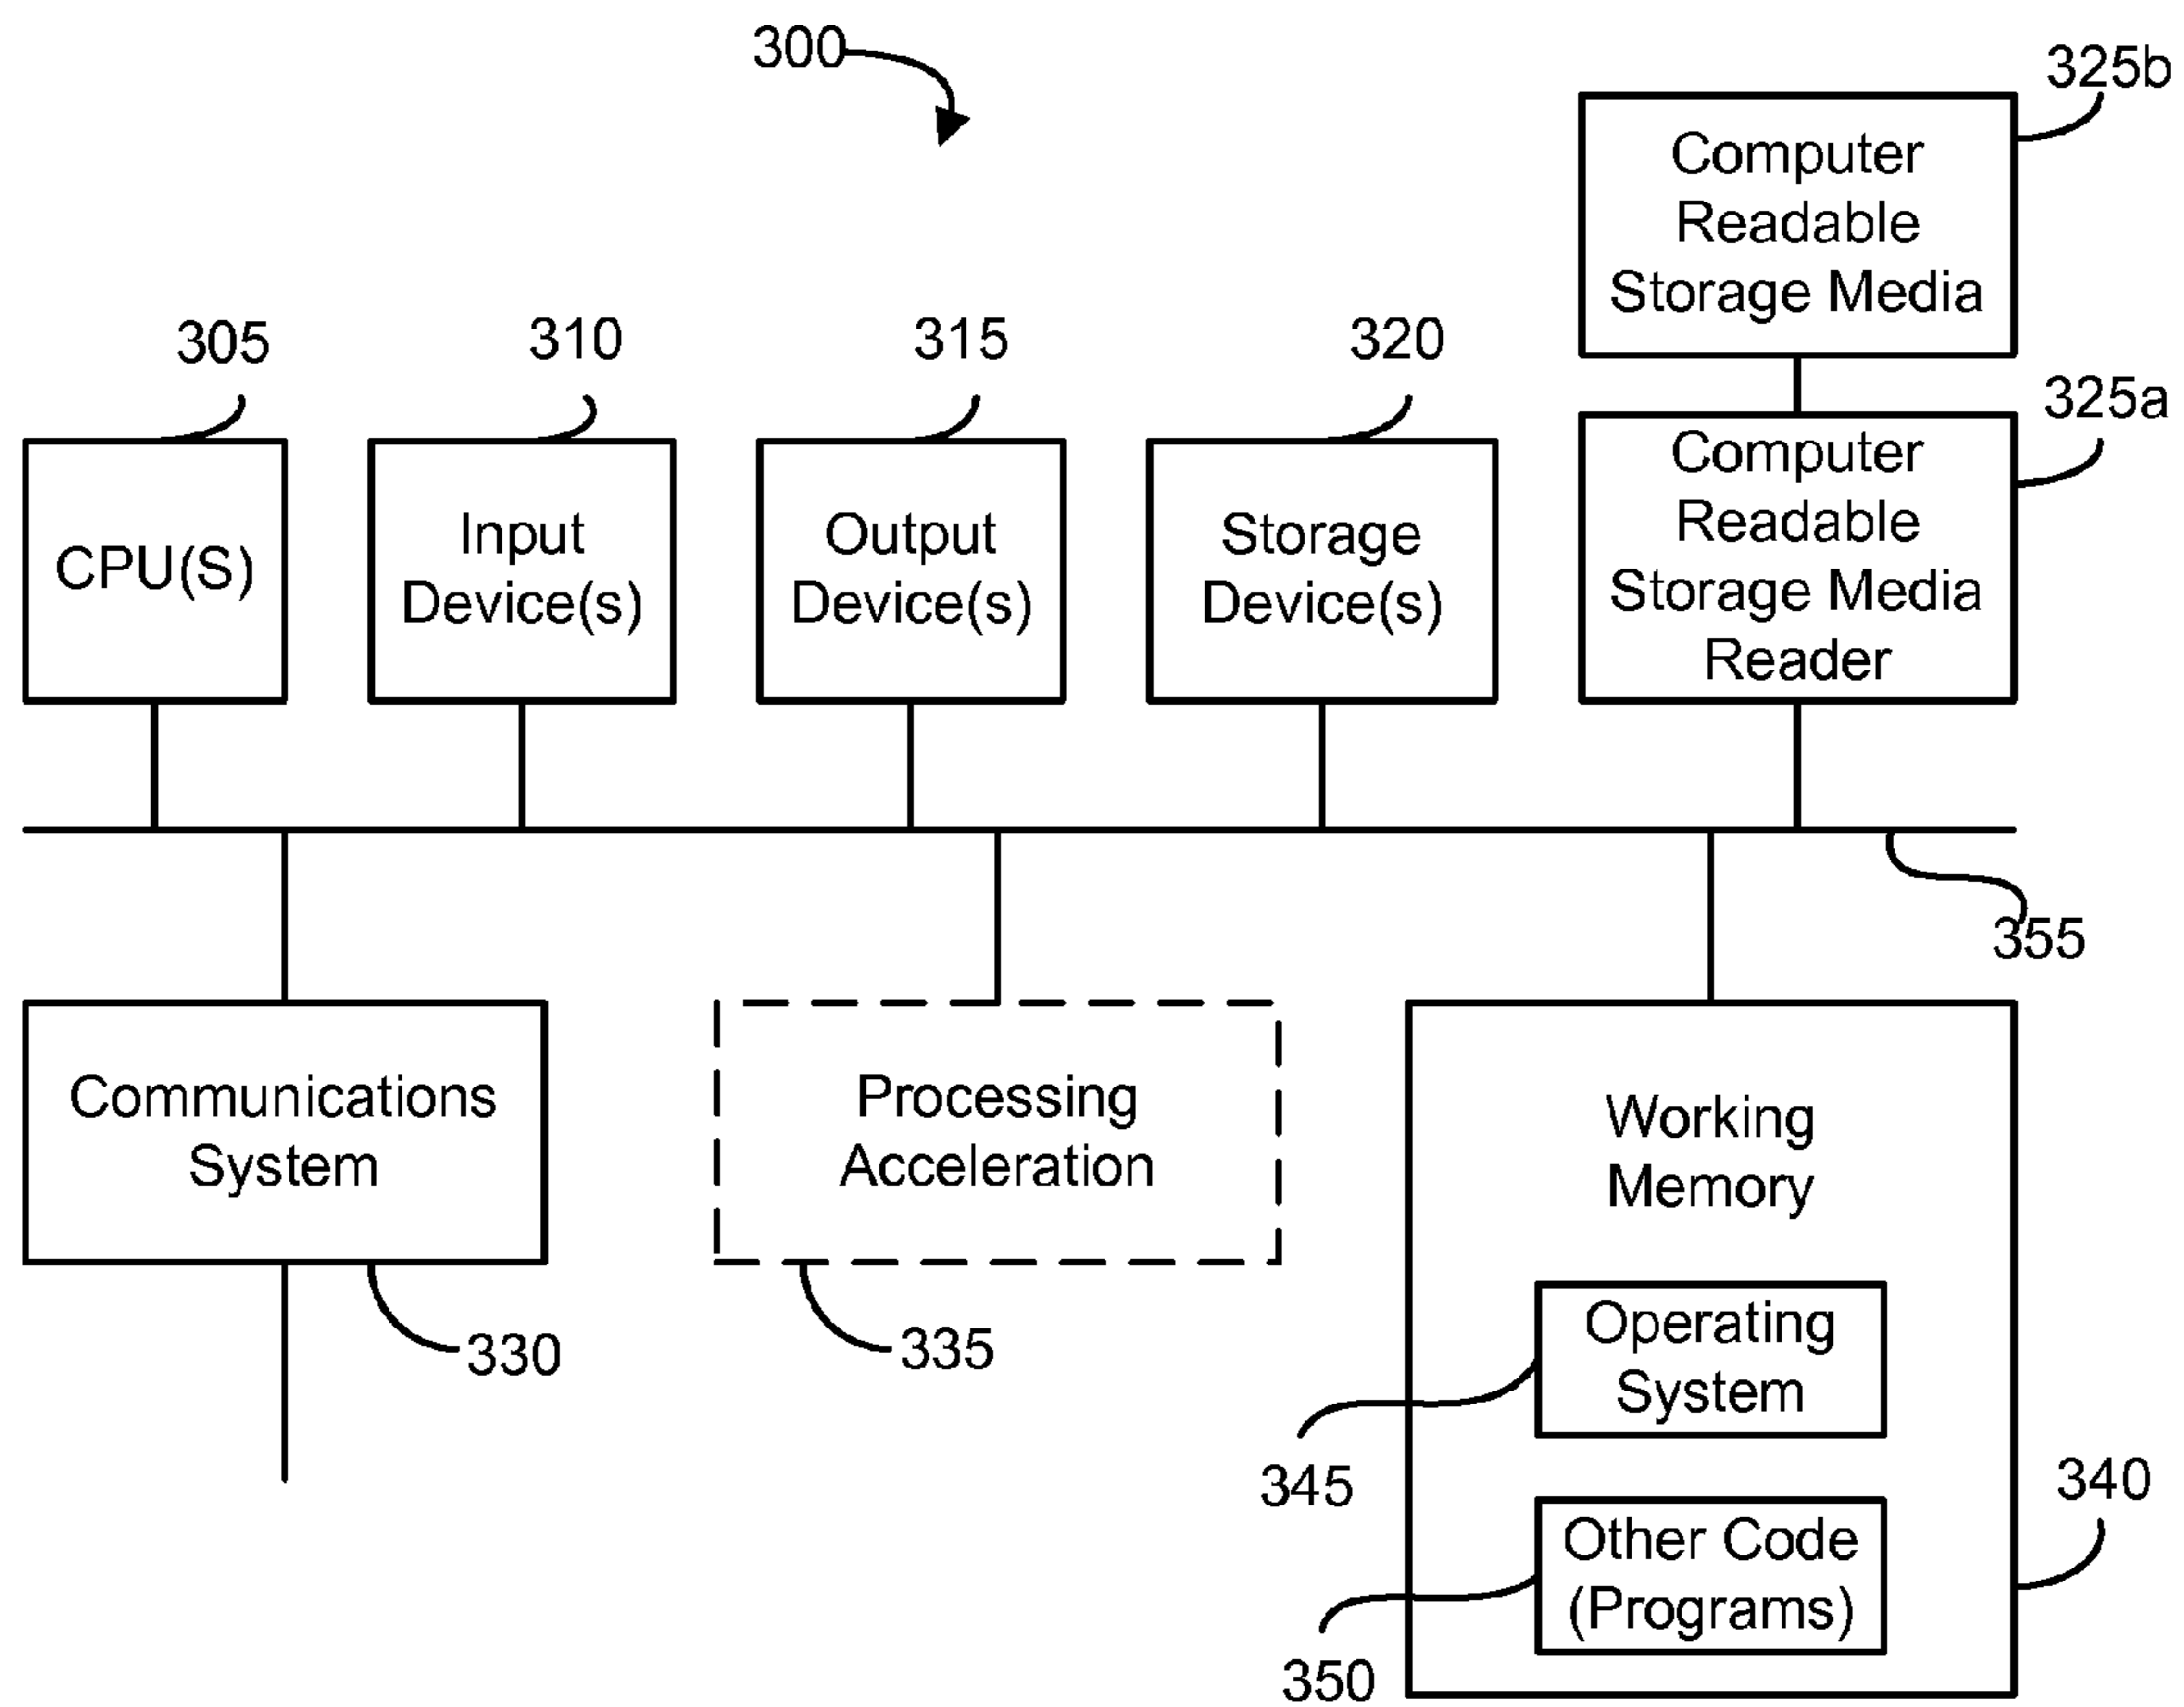 300
325b
Computer
Readable
Storage Media
305
310
315
320
325a
CPU(S)
Input
Device(s)
Output
Device(s)
Storage
Device(s)
Computer
Readable
Storage Media
Reader
355
Communications
System
Processing
Acceleration
Working
Memory
330
335
Operating
System
345
340
Other Code
(Programs)
350